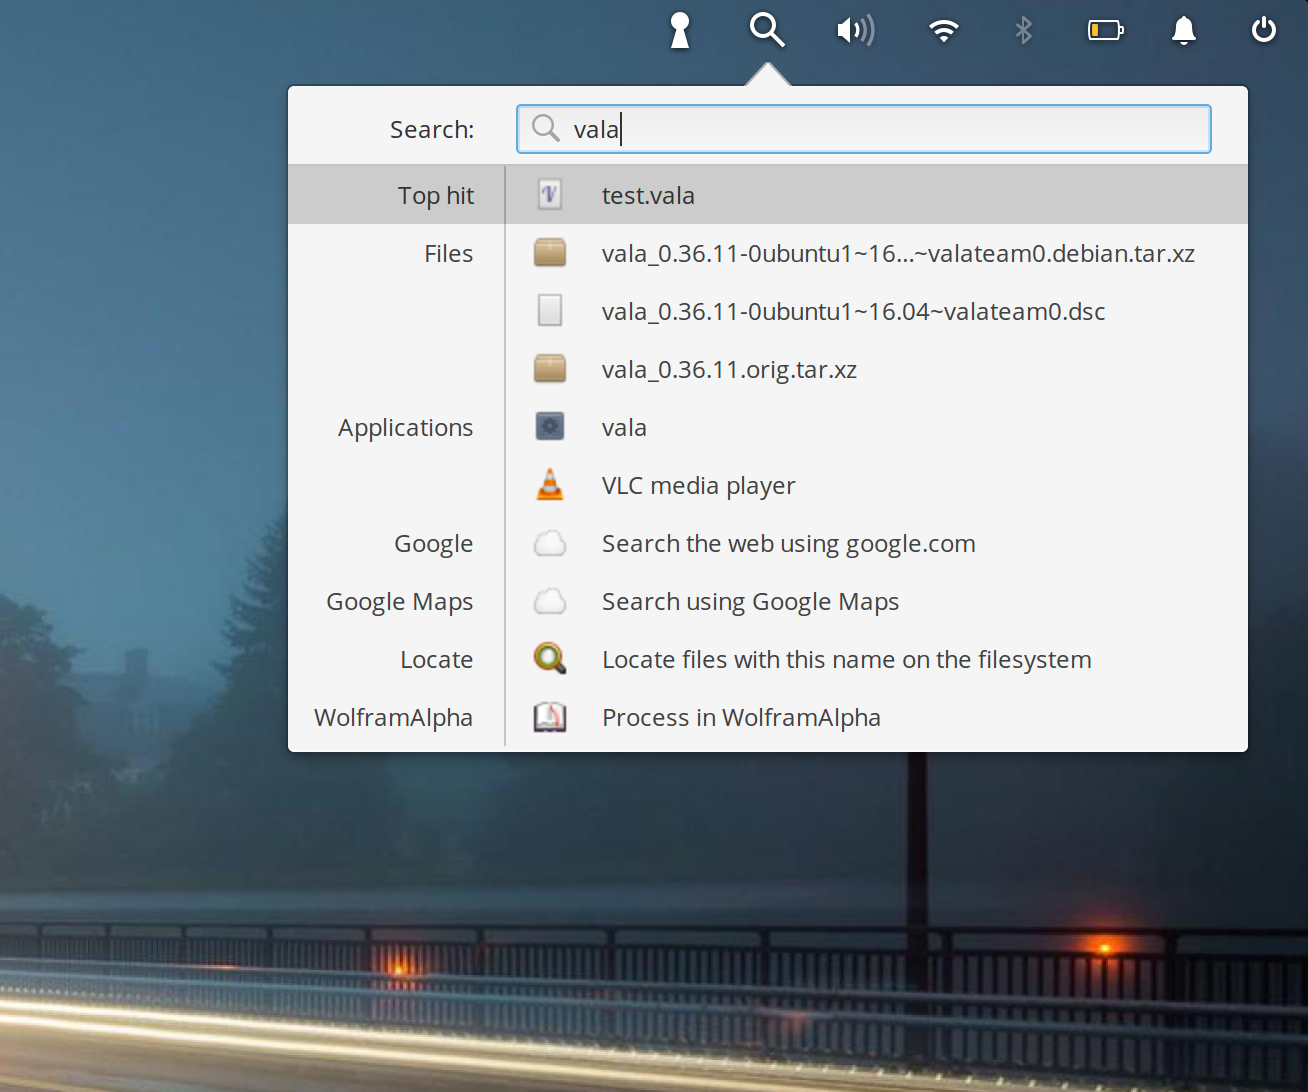 Search: vala
Top hit test.vala
Files vala_0.36.11-0ubuntu1~16...~valateam0.debian.tar.xz
vala_0.36.11-0ubuntu1~16.04~valateam0.dsc
vala_0.36.11.orig.tar.xz
Applications vala
VLC media player
Google Search the web using google.com
Google Maps Search using Google Maps
Locate Locate files with this name on the filesystem
WolframAlpha Process in WolframAlpha